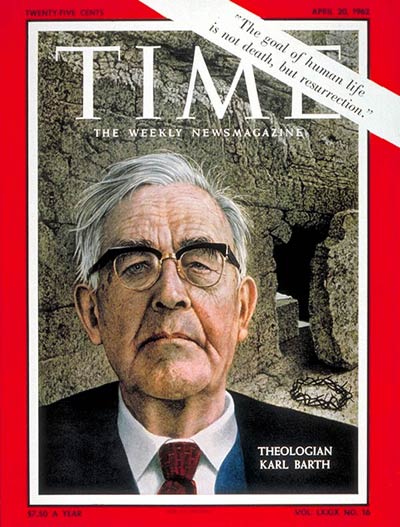 TWENTY-FIVE CENTS
APRIL 20, 1962
"The goal of human life
is not death, but resurrection."
TIME
THE WEEKLY NEWSMAGAZINE
THEOLOGIAN
KARL BARTH
$7.50 A YEAR
VOL. LXXIX NO. 16